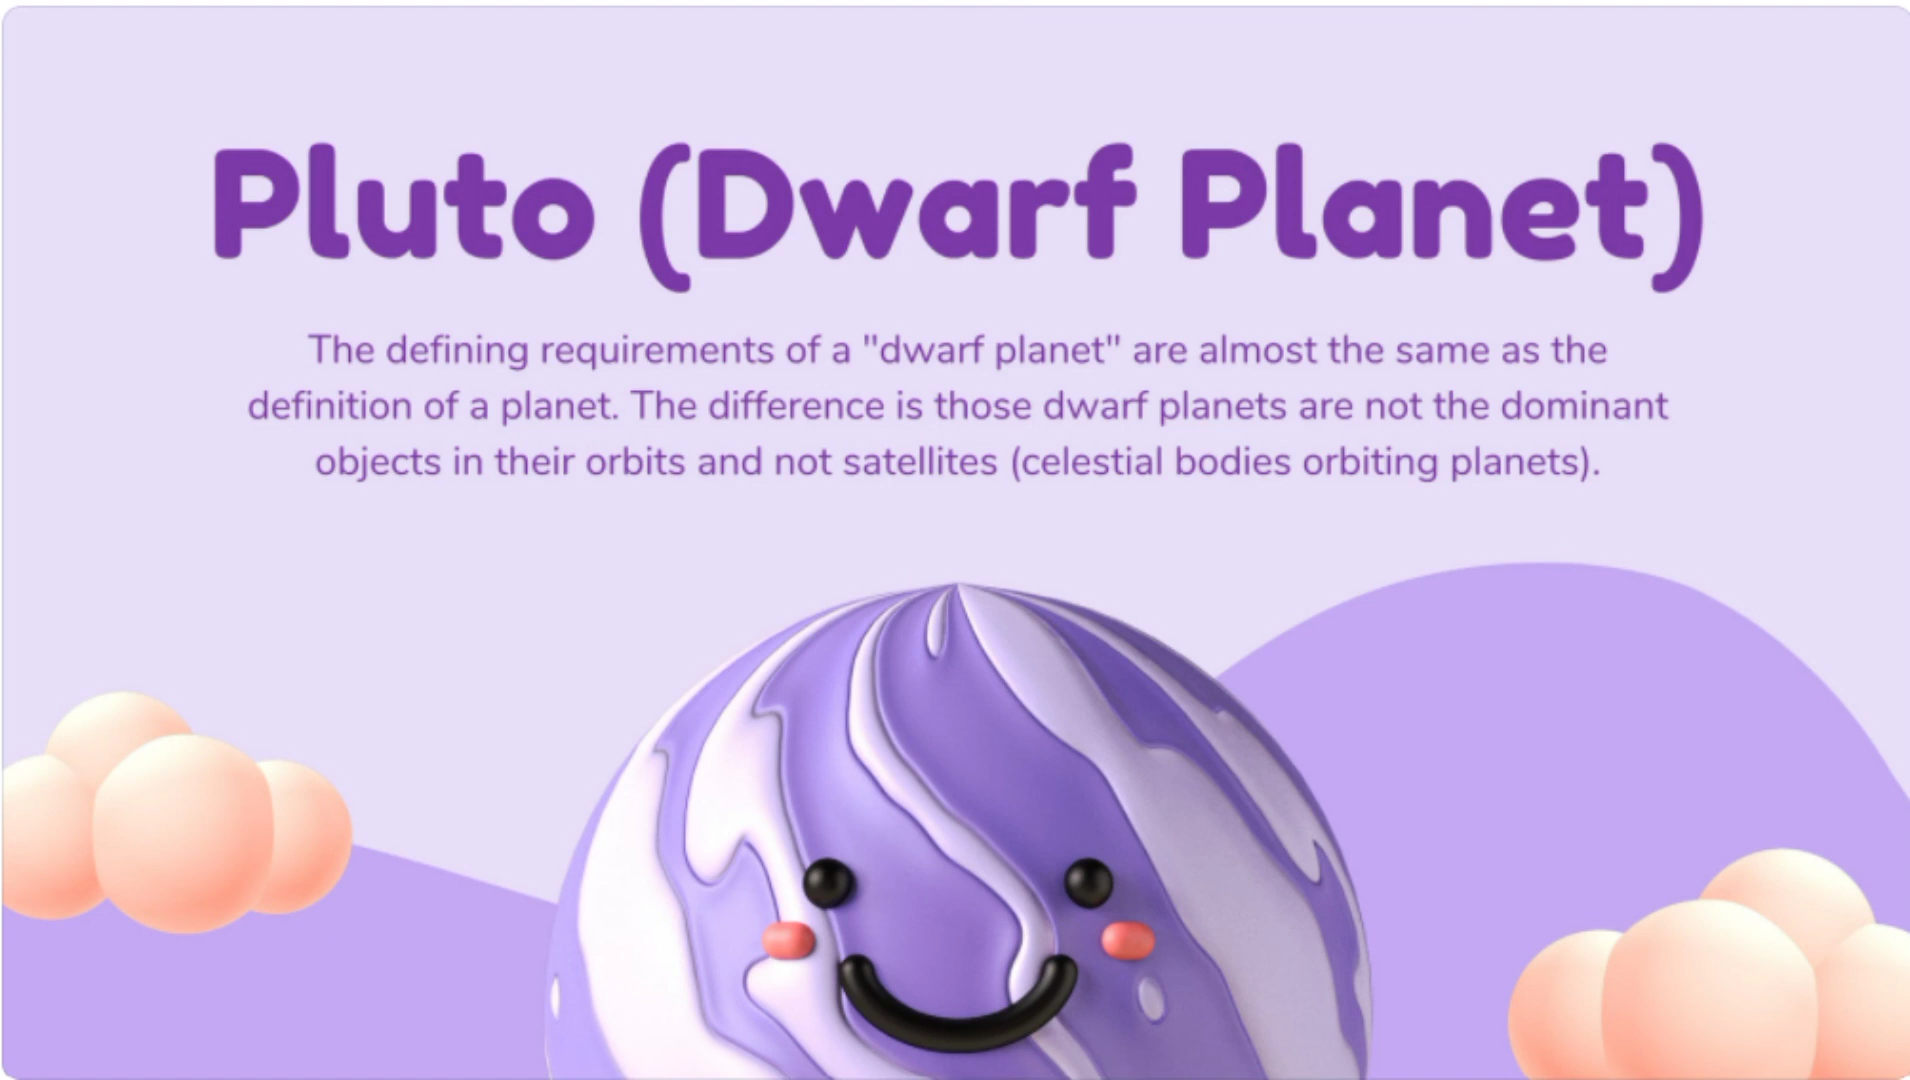 Pluto (Dwarf Planet)
The defining requirements of a "dwarf planet" are almost the same as the
definition of a planet. The difference is those dwarf planets are not the dominant
objects in their orbits and not satellites (celestial bodies orbiting planets).